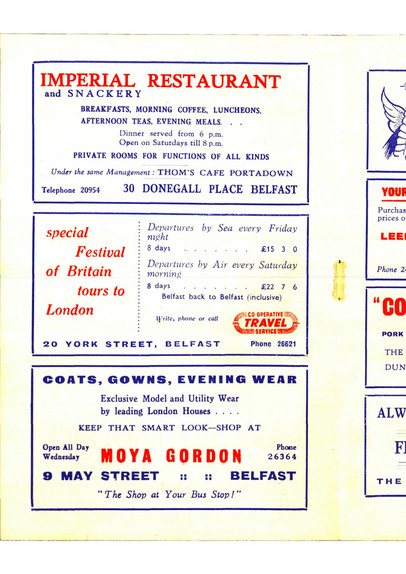 IMPERIAL RESTAURANT
and SNACKERY
BREAKFASTS, MORNING COFFEE, LUNCHEONS,
AFTERNOON TEAS, EVENING MEALS. . .
Dinner served from 6 p.m.
Open on Saturdays till 8 p.m.
PRIVATE ROOMS FOR FUNCTIONS OF ALL KINDS
Under the same Management : THOM'S CAFE PORTADOWN
Telephone 20954 30 DONEGALL PLACE BELFAST
special
Festival
of Britain
tours to
London
Departures by Sea every Friday
night
8 days . . . . . . . £15 3 0
Departures by Air every Saturday
morning
8 days . . . . . . . £22 7 6
Belfast back to Belfast (inclusive)
Write, phone or call
CO-OPERATIVE
TRAVEL
SERVICE
20 YORK STREET, BELFAST Phone 26621
COATS, GOWNS, EVENING WEAR
Exclusive Model and Utility Wear
by leading London Houses . . . .
KEEP THAT SMART LOOK—SHOP AT
Open All Day
Wednesday
MOYA GORDON
Phone
26364
9 MAY STREET :: :: BELFAST
"The Shop at Your Bus Stop!"
YOUR
Purchas
prices o
LEE
Phone 2
"CO
PORK
THE
DUN
ALW
F
THE